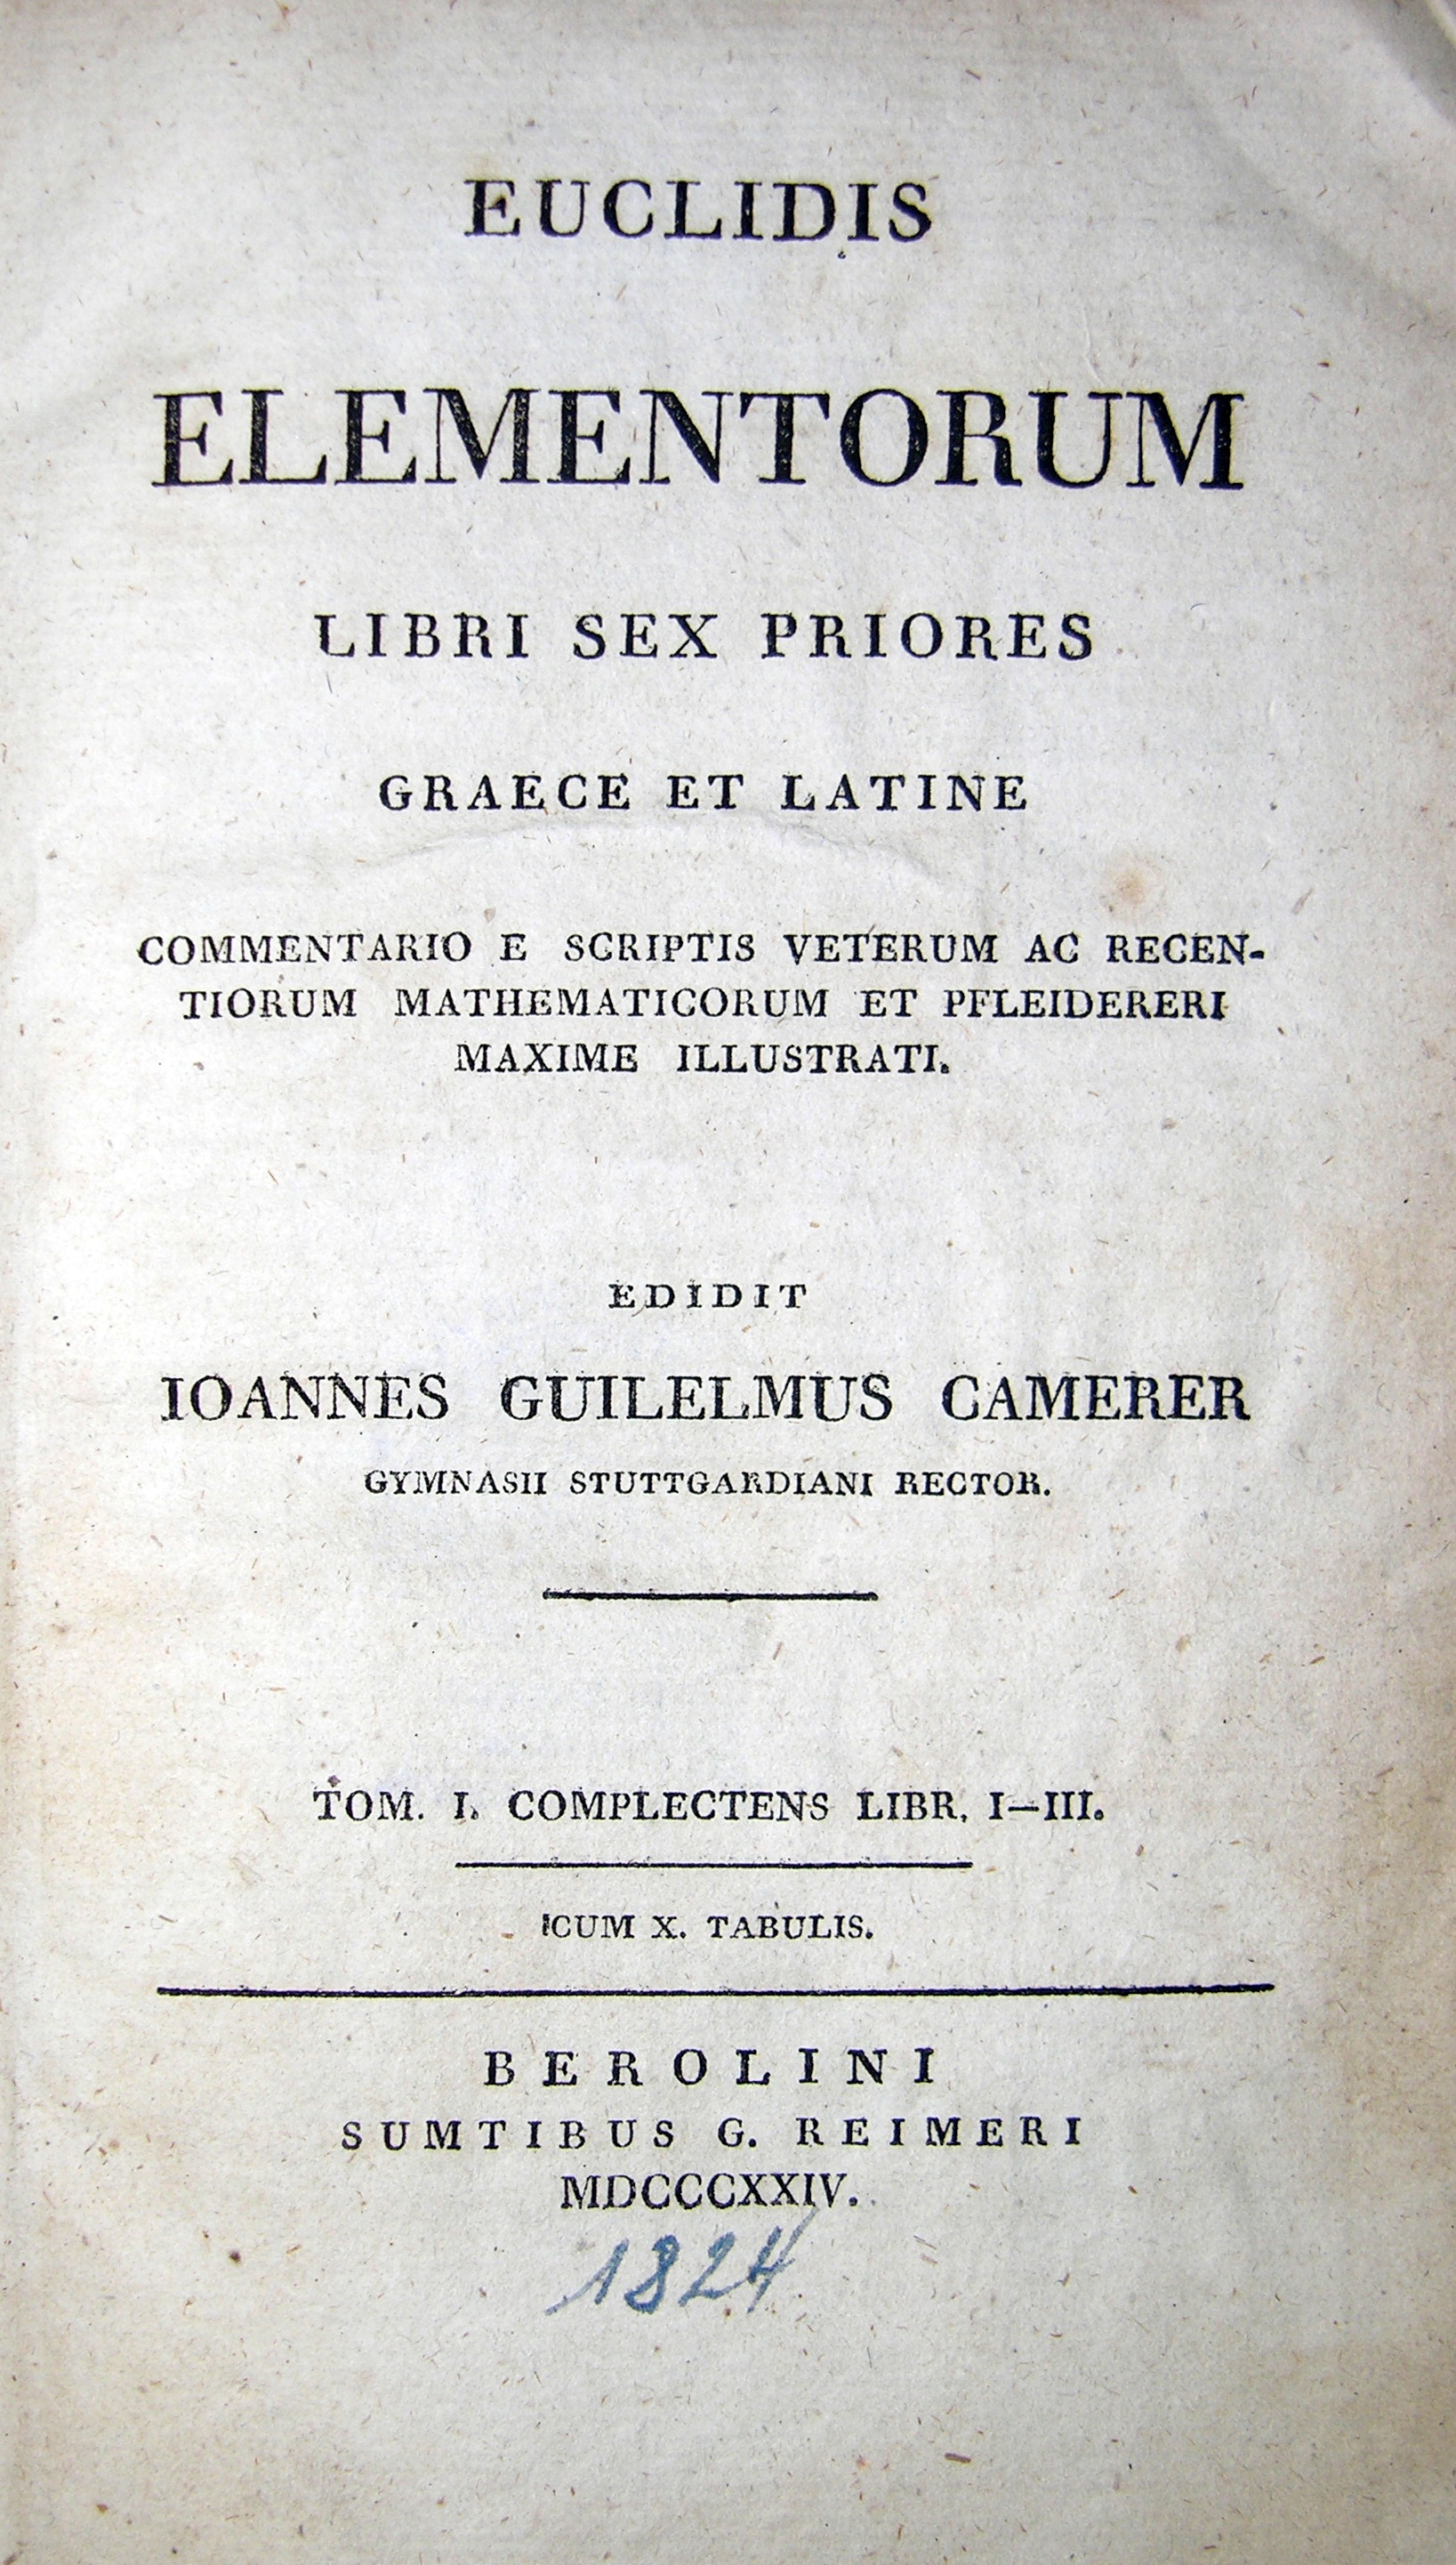 EUCLIDIS
ELEMENTORUM
LIBRI SEX PRIORES
GRAECE ET LATINE
COMMENTARIO E SCRIPTIS VETERUM AC RECEN-
TIORUM MATHEMATICORUM ET PFLEIDERERI
MAXIME ILLUSTRATI.
EDIDIT
IOANNES GUILELMUS CAMERER
GYMNASII STUTTGARDIANI RECTOR.
TOM. I. COMPLECTENS LIBR. I—III.
CUM X. TABULIS.
BEROLINI
SUMTIBUS G. REIMERI
MDCCCXXIV.
1824